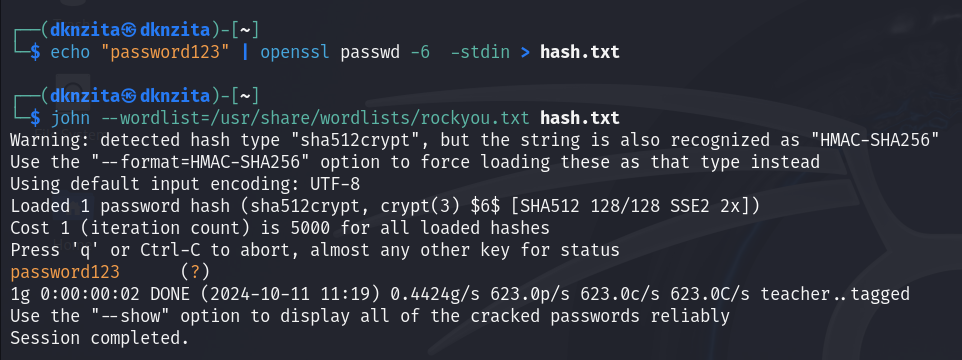 ┌──(dknzita㉿dknzita)-[~]
└─$ echo "password123" | openssl passwd -6  -stdin > hash.txt
┌──(dknzita㉿dknzita)-[~]
└─$ john --wordlist=/usr/share/wordlists/rockyou.txt hash.txt
Warning: detected hash type "sha512crypt", but the string is also recognized as "HMAC-SHA256"
Use the "--format=HMAC-SHA256" option to force loading these as that type instead
Using default input encoding: UTF-8
Loaded 1 password hash (sha512crypt, crypt(3) $6$ [SHA512 128/128 SSE2 2x])
Cost 1 (iteration count) is 5000 for all loaded hashes
Press 'q' or Ctrl-C to abort, almost any other key for status
password123      (?)
1g 0:00:00:02 DONE (2024-10-11 11:19) 0.4424g/s 623.0p/s 623.0c/s 623.0C/s teacher..tagged
Use the "--show" option to display all of the cracked passwords reliably
Session completed.